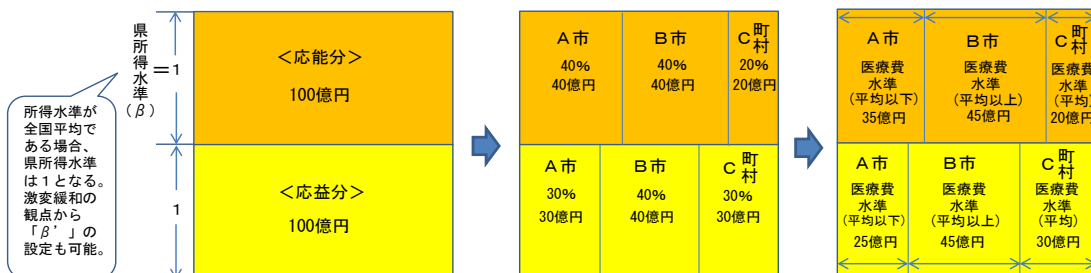 県所得水準(β)
＝1
1
所得水準が
全国平均で
ある場合、
県所得水準
は1となる。
激変緩和の
観点から
「β’」の
設定も可能。
＜応能分＞
100億円
＜応益分＞
100億円
A市
40%
40億円
B市
40%
40億円
C町村
20%
20億円
A市
30%
30億円
B市
40%
40億円
C町村
30%
30億円
A市
医療費
水準
(平均以下)
35億円
B市
医療費
水準
(平均以上)
45億円
C町村
医療費
水準
(平均)
20億円
A市
医療費
水準
(平均以下)
25億円
B市
医療費
水準
(平均以上)
45億円
C町村
医療費
水準
(平均)
30億円